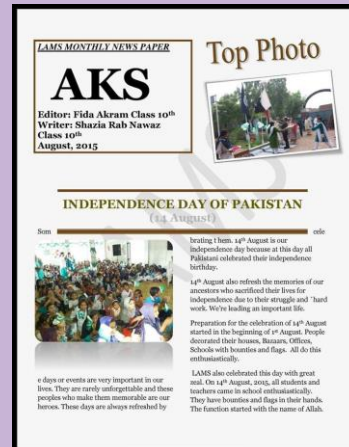 LAMS MONTHLY NEWS PAPER
AKS
Editor: Fida Akram Class 10th
Writer: Shazia Rab Nawaz
Class 10th
August, 2015
Top Photo
INDEPENDENCE DAY OF PAKISTAN
(14 August)
Som
e days or events are very important in our
lives. They are rarely unforgettable and these
peoples who make them memorable are our
heroes. These days are always refreshed by
cele
brating t hem. 14th August is our
independence day because at this day all
Pakistani celebrated their independence
birthday.
14th August also refresh the memories of our
ancestors who sacrificed their lives for
independence due to their struggle and `hard
work. We're leading an important life.
Preparation for the celebration of 14th August
started in the beginning of 1st August. People
decorated their houses, Bazaars, Offices,
Schools with bounties and flags. All do this
enthusiastically.
LAMS also celebrated this day with great
zeal. On 14th August, 2015, all students and
teachers came in school enthusiastically.
They have bounties and flags in their hands.
The function started with the name of Allah.
LAMS